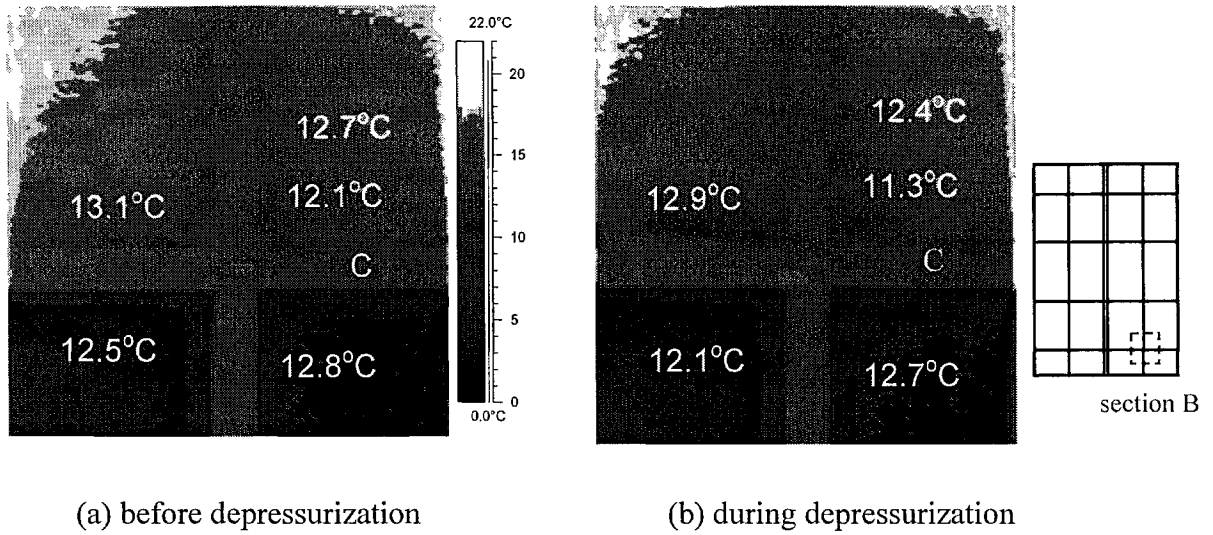 22.0°C
20
15
10
5
0
0.0°C
12.7°C
12.1°C
13.1°C
C
12.5°C
12.8°C
12.4°C
11.3°C
12.9°C
C
12.1°C
12.7°C
section B
(a) before depressurization
(b) during depressurization